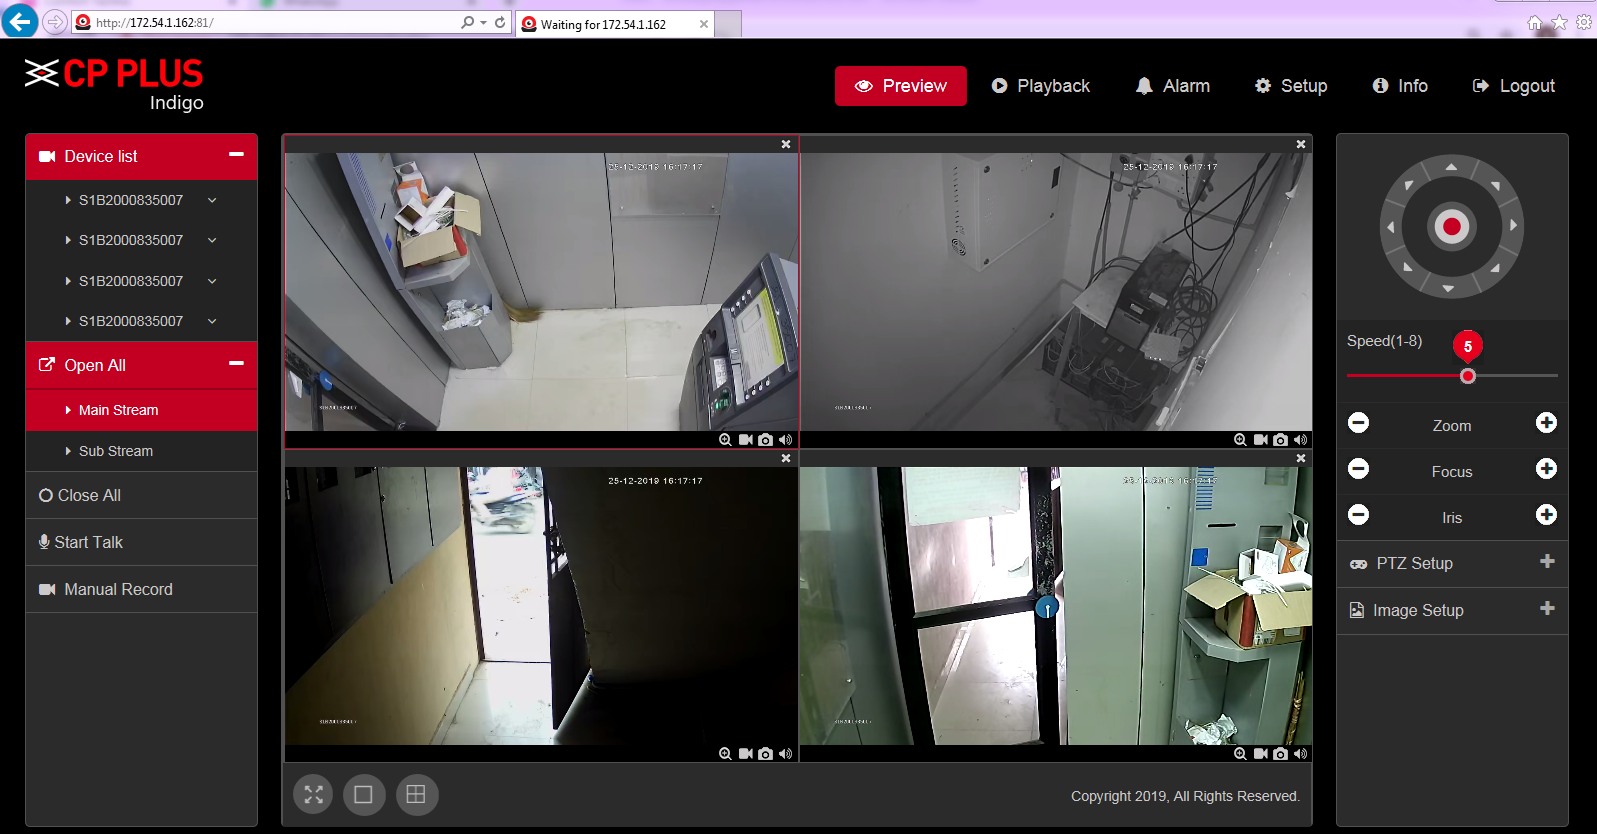 http://172.54.1.162:81/
Waiting for 172.54.1.162
CP PLUS
Indigo
Preview
Playback
Alarm
Setup
Info
Logout
Device list
S1B2000835007
S1B2000835007
S1B2000835007
S1B2000835007
Open All
Main Stream
Sub Stream
Close All
Start Talk
Manual Record
25-12-2019 16:17:17
25-12-2019 16:17:17
25-12-2019 16:17:17
25-12-2019 16:17:17
Copyright 2019, All Rights Reserved.
Speed(1-8)
5
Zoom
Focus
Iris
PTZ Setup
Image Setup